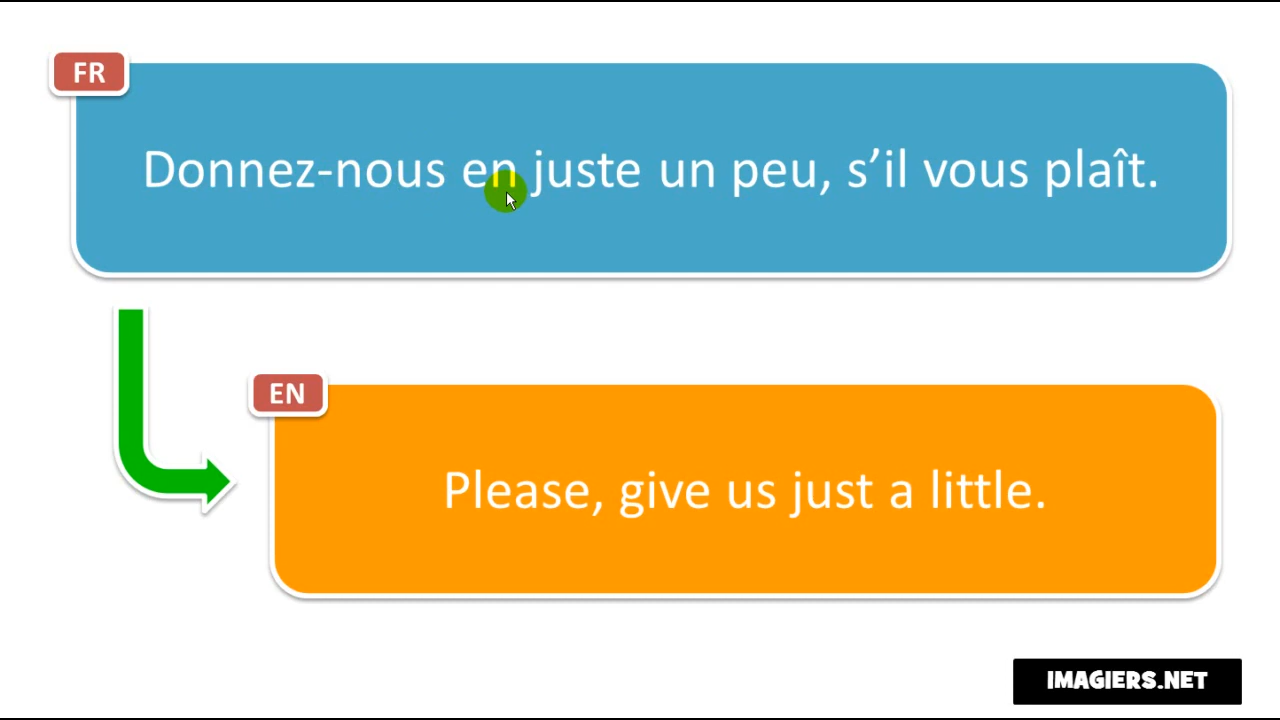 FR
Donnez-nous en juste un peu, s’il vous plaît.
EN
Please, give us just a little.
IMAGIERS.NET